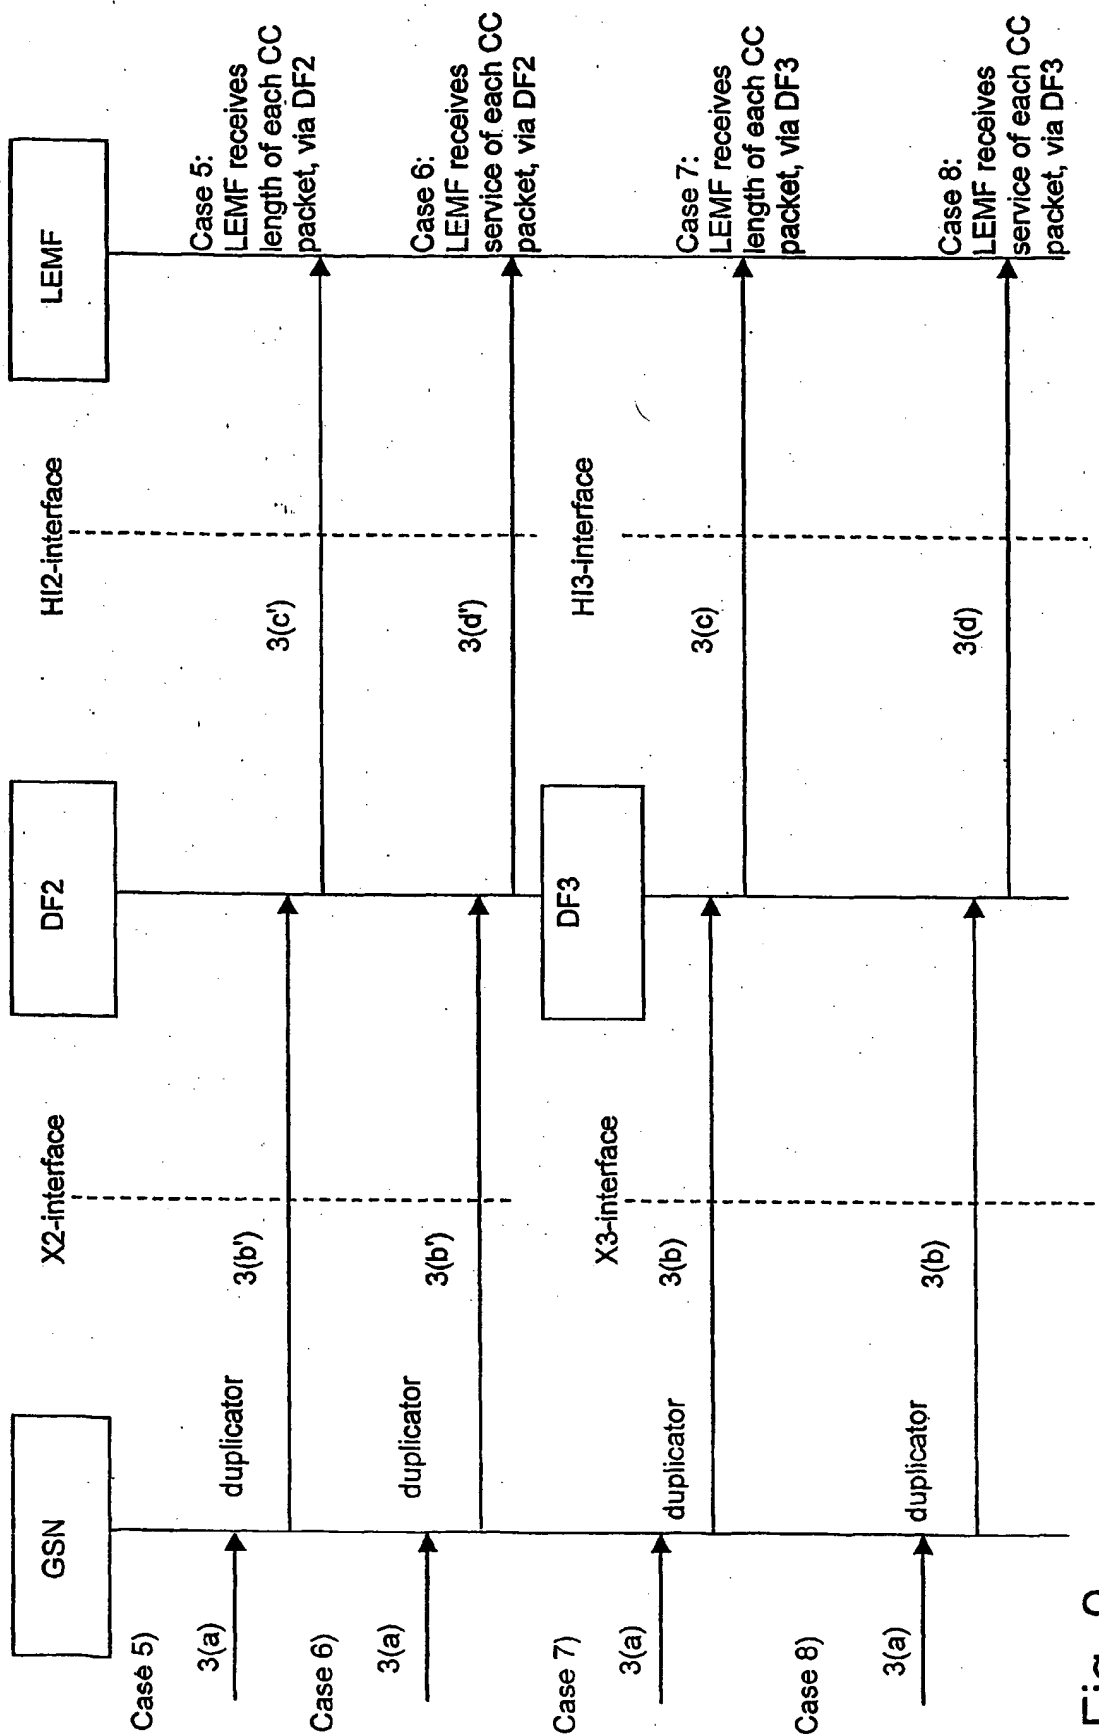 GSN
DF2
LEMF
X2-interface
HI2-interface
Case 5)
3(a)
duplicator
3(b')
3(c')
Case 5:
LEMF receives
length of each CC
packet, via DF2
Case 6)
3(a)
duplicator
3(b')
3(d')
Case 6:
LEMF receives
service of each CC
packet, via DF2
DF3
X3-interface
HI3-interface
Case 7)
3(a)
duplicator
3(b)
3(c)
Case 7:
LEMF receives
length of each CC
packet, via DF3
Case 8)
3(a)
duplicator
3(b)
3(d)
Case 8:
LEMF receives
service of each CC
packet, via DF3
Fig.